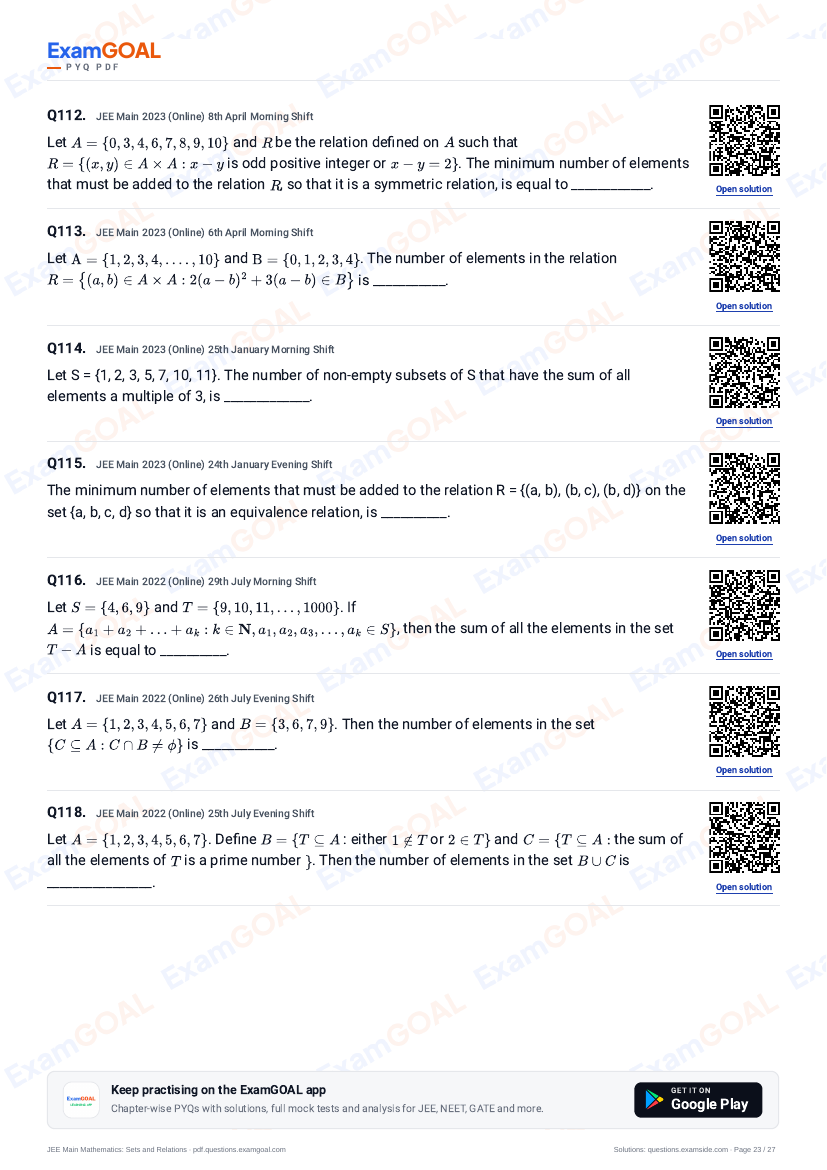 ExamGOAL
PYQ PDF
Q112. JEE Main 2023 (Online) 8th April Morning Shift
Let A = {0, 3, 4, 6, 7, 8, 9, 10} and R be the relation defined on A such that
R = {(x, y) ∈ A × A : x − y is odd positive integer or x − y = 2}. The minimum number of elements
that must be added to the relation R, so that it is a symmetric relation, is equal to ____________.
Open solution
Q113. JEE Main 2023 (Online) 6th April Morning Shift
Let A = {1, 2, 3, 4, . . . . , 10} and B = {0, 1, 2, 3, 4}. The number of elements in the relation
R = {(a, b) ∈ A × A : 2(a − b)² + 3(a − b) ∈ B} is ___________.
Open solution
Q114. JEE Main 2023 (Online) 25th January Morning Shift
Let S = {1, 2, 3, 5, 7, 10, 11}. The number of non-empty subsets of S that have the sum of all
elements a multiple of 3, is _____________.
Open solution
Q115. JEE Main 2023 (Online) 24th January Evening Shift
The minimum number of elements that must be added to the relation R = {(a, b), (b, c), (b, d)} on the
set {a, b, c, d} so that it is an equivalence relation, is __________.
Open solution
Q116. JEE Main 2022 (Online) 29th July Morning Shift
Let S = {4, 6, 9} and T = {9, 10, 11, . . . , 1000}. If
A = {a₁ + a₂ + . . . + aₖ : k ∈ N, a₁, a₂, a₃, . . . , aₖ ∈ S}, then the sum of all the elements in the set
T − A is equal to __________.
Open solution
Q117. JEE Main 2022 (Online) 26th July Evening Shift
Let A = {1, 2, 3, 4, 5, 6, 7} and B = {3, 6, 7, 9}. Then the number of elements in the set
{C ⊆ A : C ∩ B ≠ ϕ} is ___________.
Open solution
Q118. JEE Main 2022 (Online) 25th July Evening Shift
Let A = {1, 2, 3, 4, 5, 6, 7}. Define B = {T ⊆ A : either 1 ∉ T or 2 ∈ T} and C = {T ⊆ A : the sum of
all the elements of T is a prime number }. Then the number of elements in the set B ∪ C is
________________.
Open solution
Keep practising on the ExamGOAL app
Chapter-wise PYQs with solutions, full mock tests and analysis for JEE, NEET, GATE and more.
GET IT ON
Google Play
JEE Main Mathematics: Sets and Relations · pdf.questions.examgoal.com
Solutions: questions.examside.com · Page 23 / 27